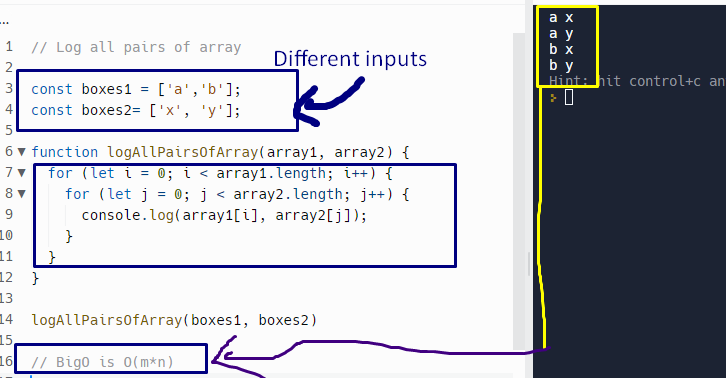 ...
1 // Log all pairs of array
2
Different inputs
3 const boxes1 = ['a','b'];
4 const boxes2= ['x', 'y'];
5
6 ▼ function logAllPairsOfArray(array1, array2) {
7 ▼ for (let i = 0; i < array1.length; i++) {
8 ▼ for (let j = 0; j < array2.length; j++) {
9 console.log(array1[i], array2[j]);
10 }
11 }
12 }
13
14 logAllPairsOfArray(boxes1, boxes2)
15
16 // BigO is O(m*n)
a x
a y
b x
b y
Hint: hit control+c an